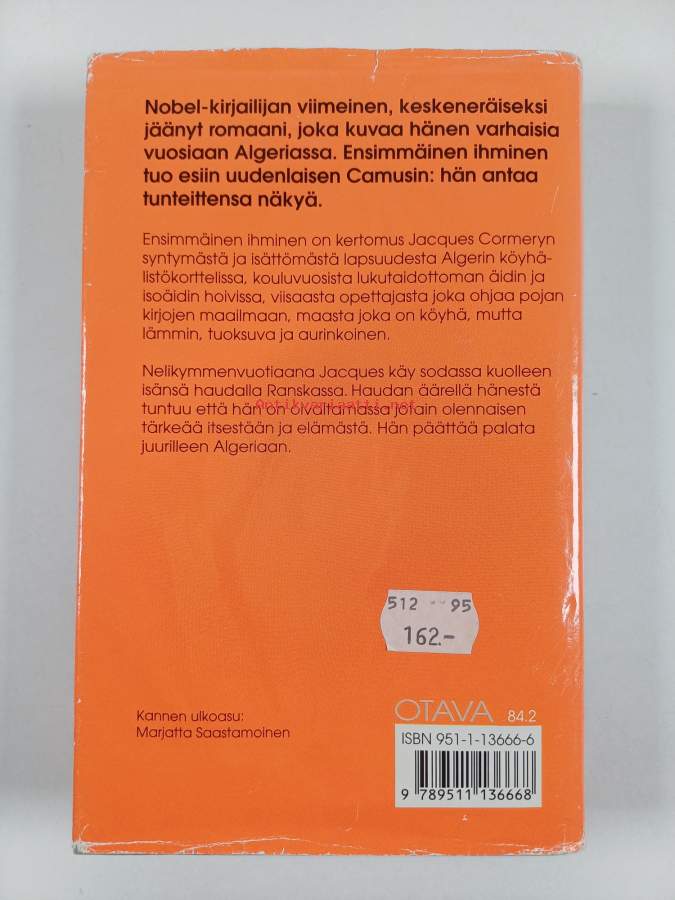 Nobel-kirjailijan viimeinen, keskeneräiseksi
jäänyt romaani, joka kuvaa hänen varhaisia
vuosiaan Algeriassa. Ensimmäinen ihminen
tuo esiin uudenlaisen Camusin: hän antaa
tunteittensa näkyä.
Ensimmäinen ihminen on kertomus Jacques Cormeryn
syntymästä ja isättömästä lapsuudesta Algerin köyhä-
listökorttelissa, kouluvuosista lukutaidottoman äidin ja
isoäidin hoivissa, viisaasta opettajasta joka ohjaa pojan
kirjojen maailmaan, maasta joka on köyhä, mutta
lämmin, tuoksuva ja aurinkoinen.
Nelikymmenvuotiaana Jacques käy sodassa kuolleen
isänsä haudalla Ranskassa. Haudan äärellä hänestä
tuntuu että hän on oivaltamassa jotain olennaisen
Antikvariaatti.net
tärkeää itsestään ja elämästä. Hän päättää palata
juurilleen Algeriaan.
512 95
162.-
Kannen ulkoasu:
Marjatta Saastamoinen
OTAVA 84.2
ISBN 951-1-13666-6
9 789511 136668